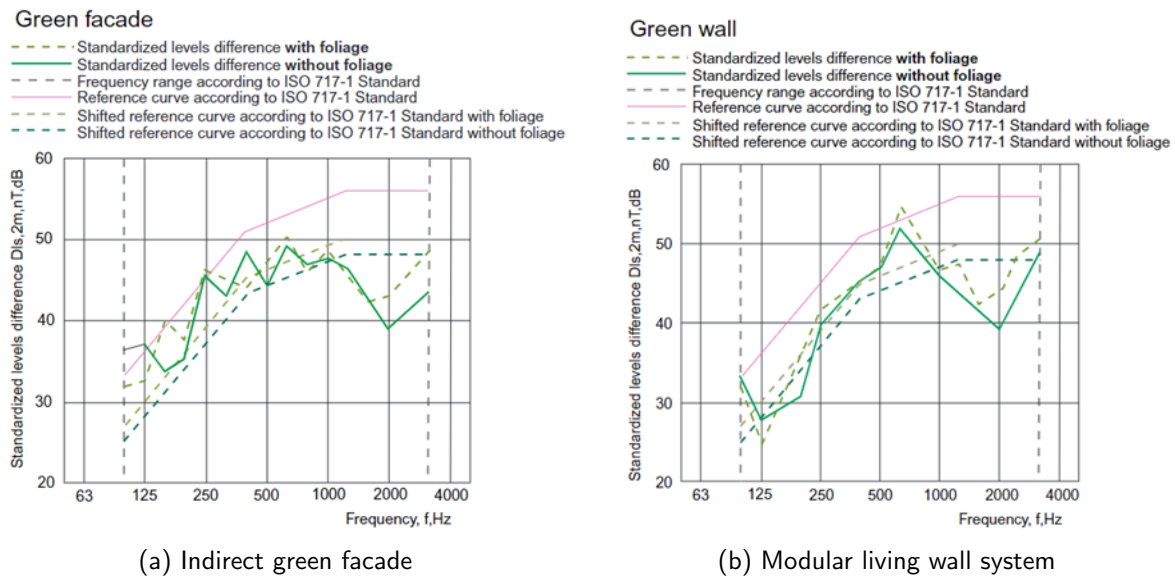 Green facade
Standardized levels difference with foliage
Standardized levels difference without foliage
Frequency range according to ISO 717-1 Standard
Reference curve according to ISO 717-1 Standard
Shifted reference curve according to ISO 717-1 Standard with foliage
Shifted reference curve according to ISO 717-1 Standard without foliage
Standardized levels difference Dls,2m,nT,dB
60
50
40
30
20
63 125 250 500 1000 2000 4000
Frequency, f,Hz
(a) Indirect green facade
Green wall
Standardized levels difference with foliage
Standardized levels difference without foliage
Frequency range according to ISO 717-1 Standard
Reference curve according to ISO 717-1 Standard
Shifted reference curve according to ISO 717-1 Standard with foliage
Shifted reference curve according to ISO 717-1 Standard without foliage
Standardized levels difference Dls,2m,nT,dB
60
50
40
30
20
63 125 250 500 1000 2000 4000
Frequency, f,Hz
(b) Modular living wall system